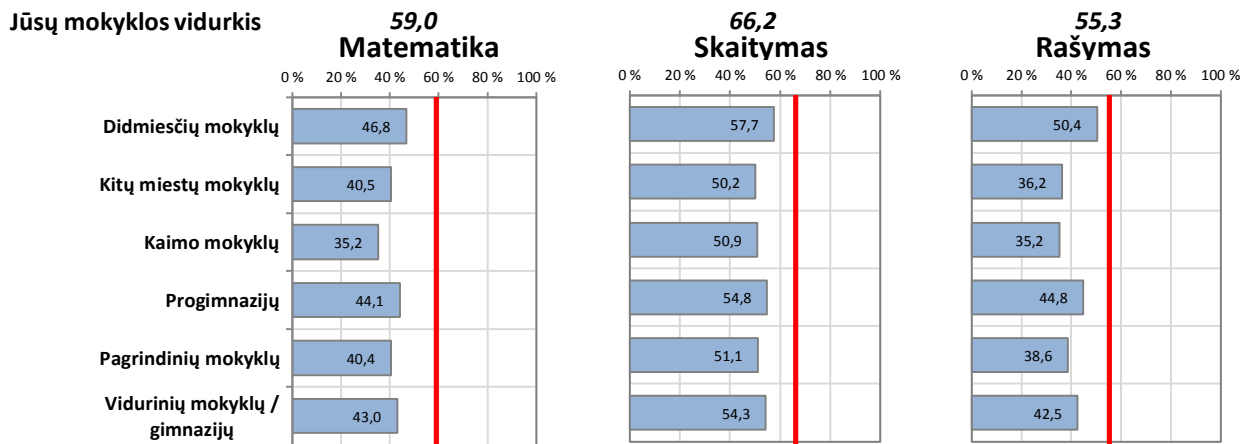 Jūsų mokyklos vidurkis 59,0 66,2 55,3
Matematika Skaitymas Rašymas
0 % 20 % 40 % 60 % 80 % 100 % 0 % 20 % 40 % 60 % 80 % 100 % 0 % 20 % 40 % 60 % 80 % 100 %
Didmiesčių mokyklų 46,8 57,7 50,4
Kitų miestų mokyklų 40,5 50,2 36,2
Kaimo mokyklų 35,2 50,9 35,2
Progimnazijų 44,1 54,8 44,8
Pagrindinių mokyklų 40,4 51,1 38,6
Vidurinių mokyklų /
gimnazijų 43,0 54,3 42,5